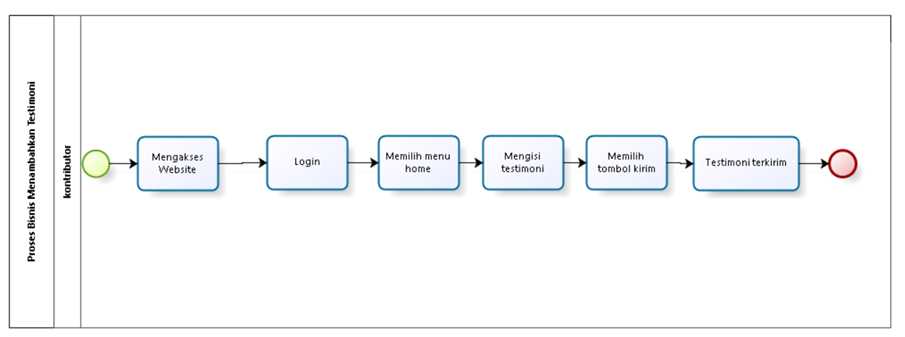 Proses Bisnis Menambahkan Testimoni
kontributor
Mengakses
Website
Login
Memilih menu
home
Mengisi
testimoni
Memilih
tombol kirim
Testimoni terkirim